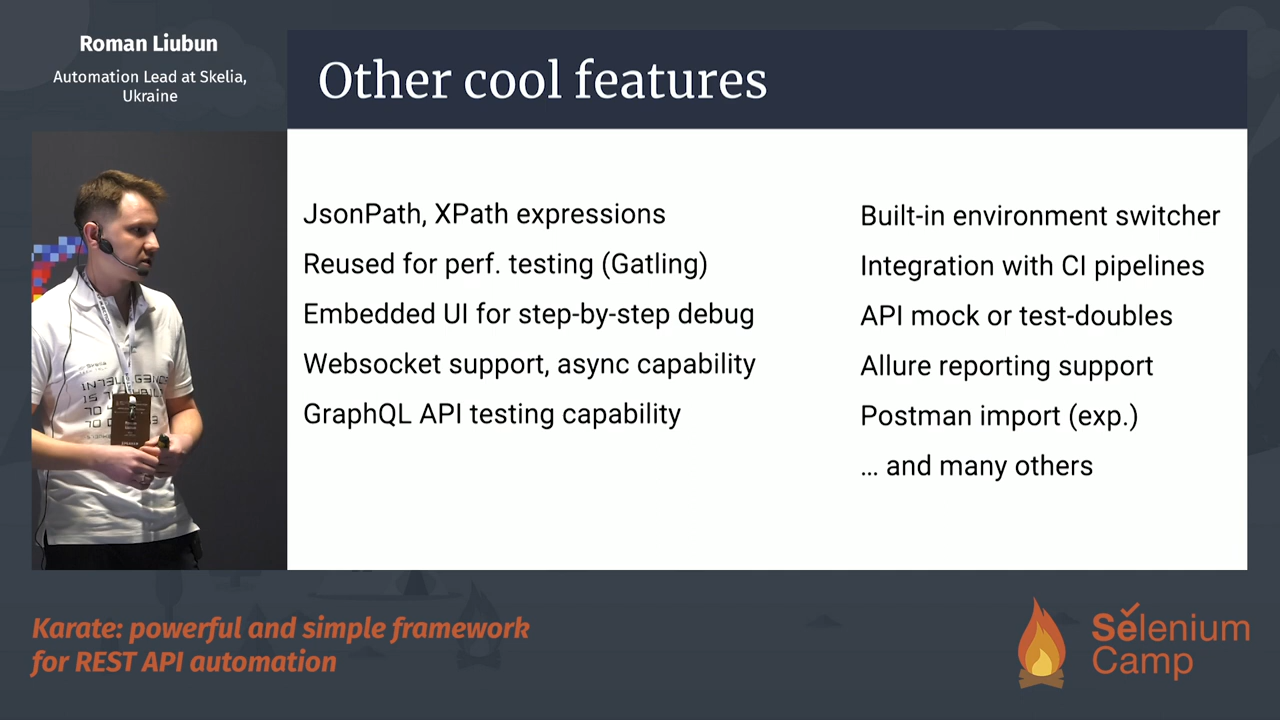 Roman Liubun
Automation Lead at Skelia,
Ukraine
Other cool features
JsonPath, XPath expressions
Reused for perf. testing (Gatling)
Embedded UI for step-by-step debug
Websocket support, async capability
GraphQL API testing capability
Built-in environment switcher
Integration with CI pipelines
API mock or test-doubles
Allure reporting support
Postman import (exp.)
... and many others
Skelia
INT3LL1G3NC3
1S
Karate: powerful and simple framework
for REST API automation
Selenium
Camp